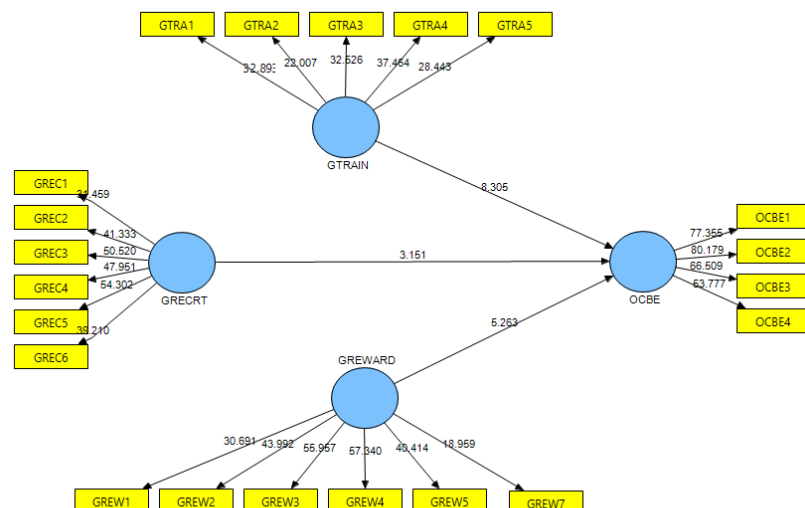 GTRA1 GTRA2 GTRA3 GTRA4 GTRA5
22.007 32.526 37.464 28.443
GTRAIN
8.305
GREC1
GREC2
GREC3
GREC4
GREC5
GREC6
41.333
50.520
47.951
54.302
39.210
GRECRT
3.151
OCBE
77.355
80.179
66.509
53.777
OCBE1
OCBE2
OCBE3
OCBE4
5.263
GREWARD
30.691 43.992 55.957 57.340 40.414 18.959
GREW1 GREW2 GREW3 GREW4 GREW5 GREW7